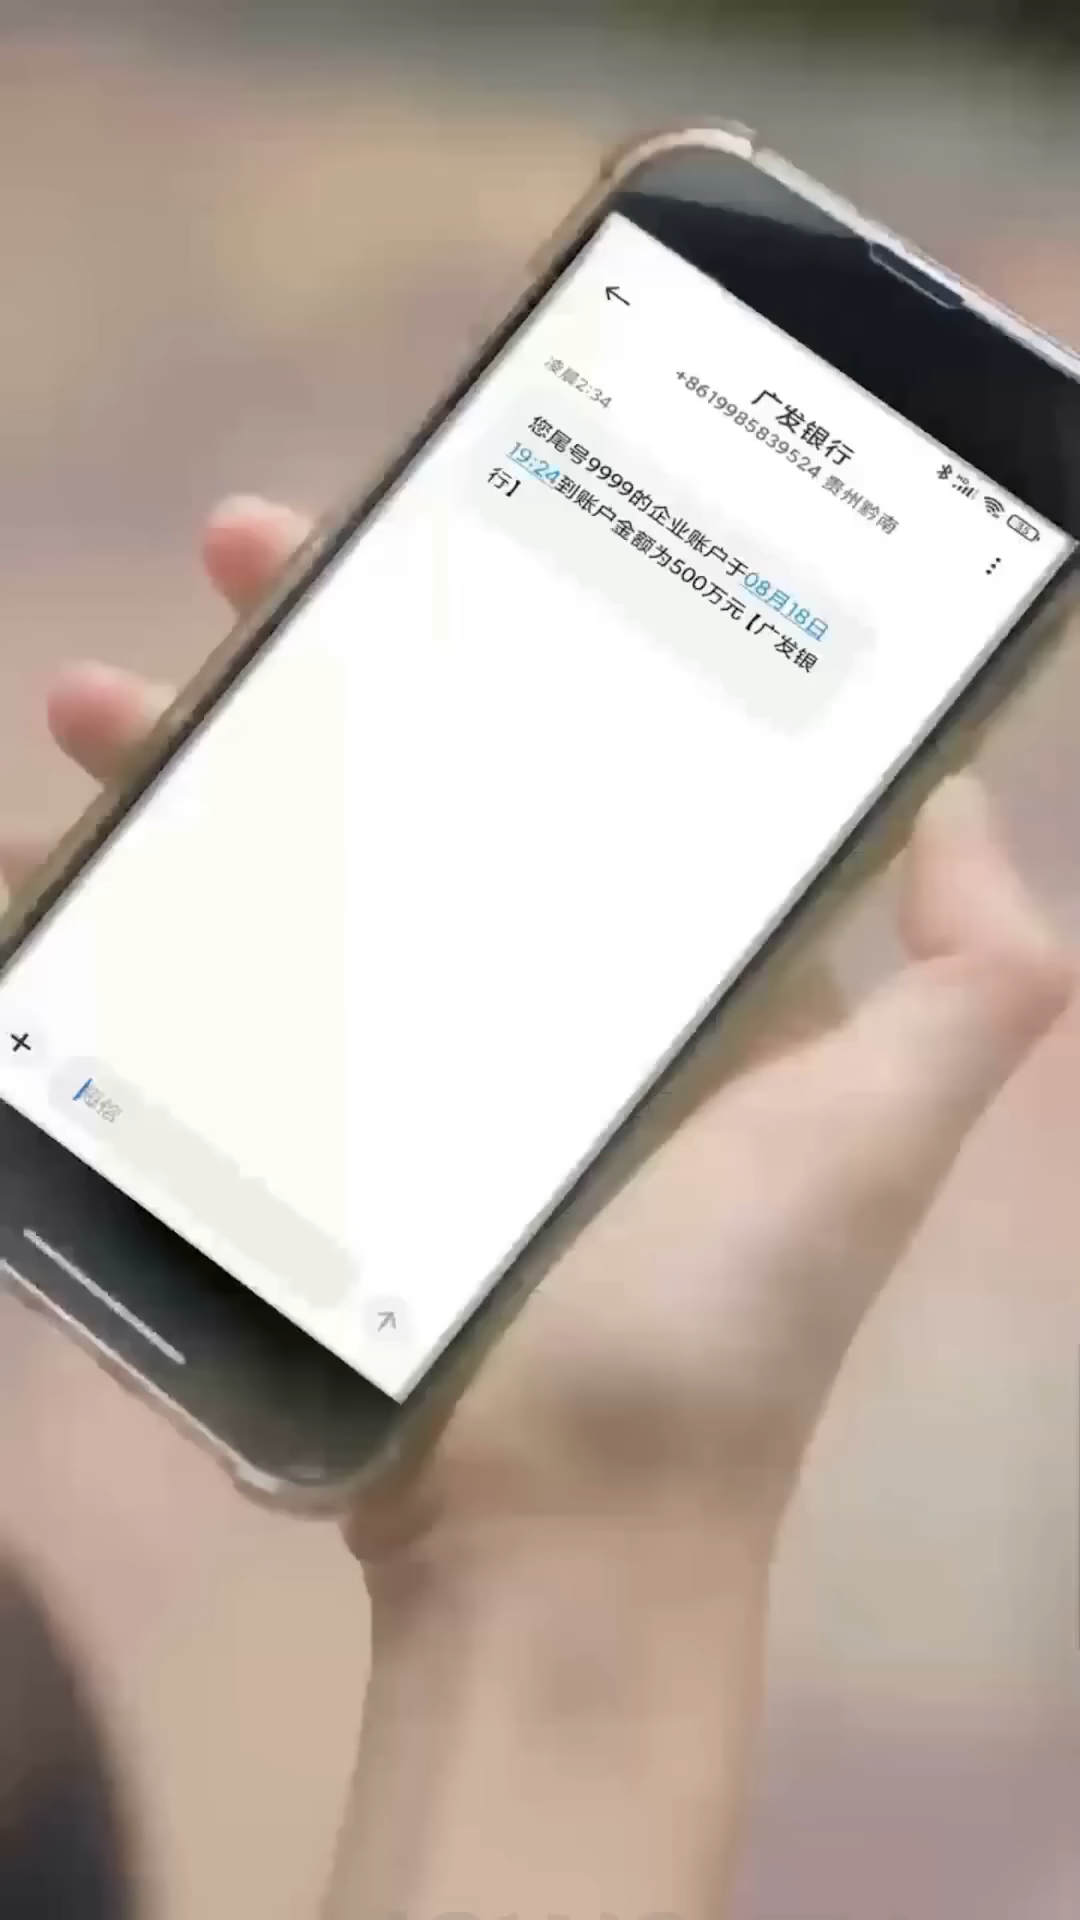 35
广发银行
+8619985839524 贵州黔南
凌晨2:34
您尾号9999的企业账户于08月18日
19:24到账户金额为500万元【广发银
行】
短信